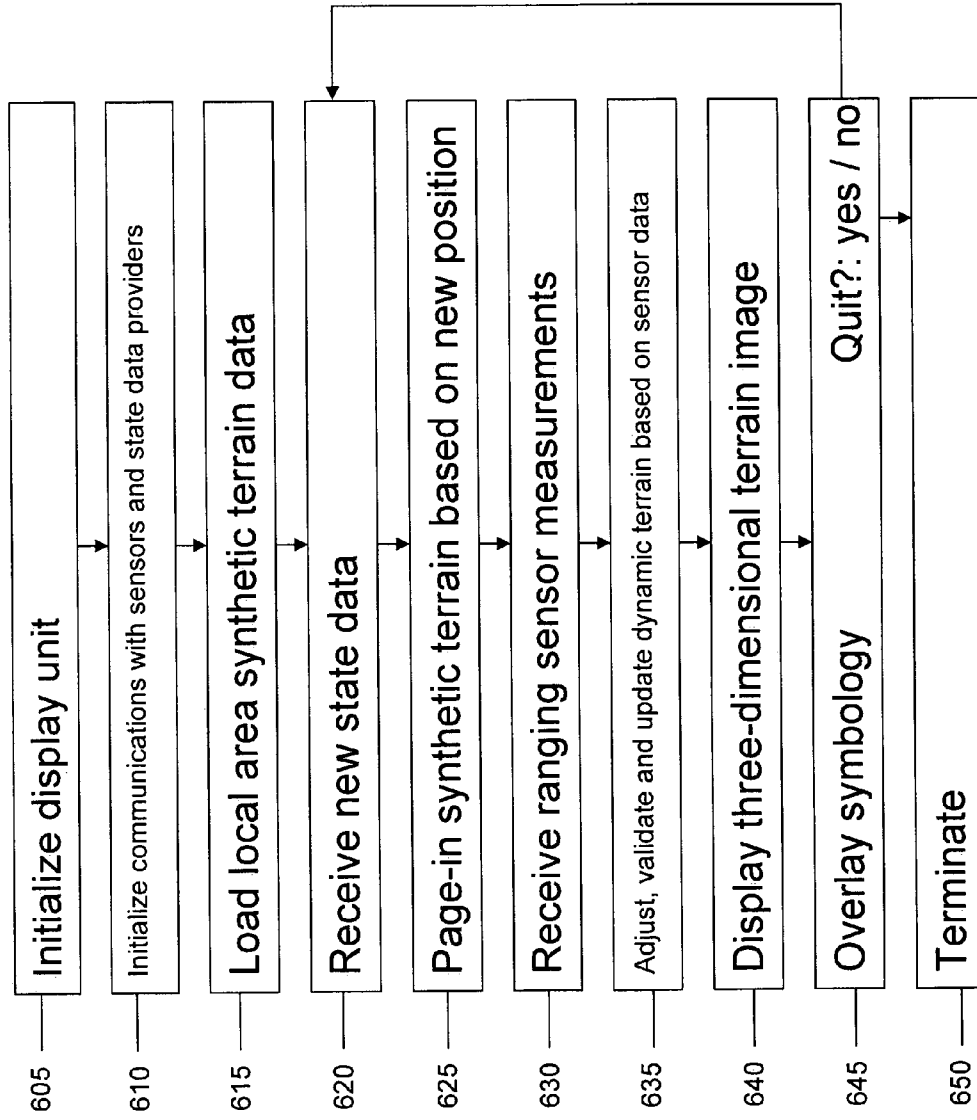 605 Initialize display unit
610 Initialize communications with sensors and state data providers
615 Load local area synthetic terrain data
620 Receive new state data
625 Page-in synthetic terrain based on new position
630 Receive ranging sensor measurements
635 Adjust, validate and update dynamic terrain based on sensor data
640 Display three-dimensional terrain image
645 Overlay symbology Quit?: yes / no
650 Terminate